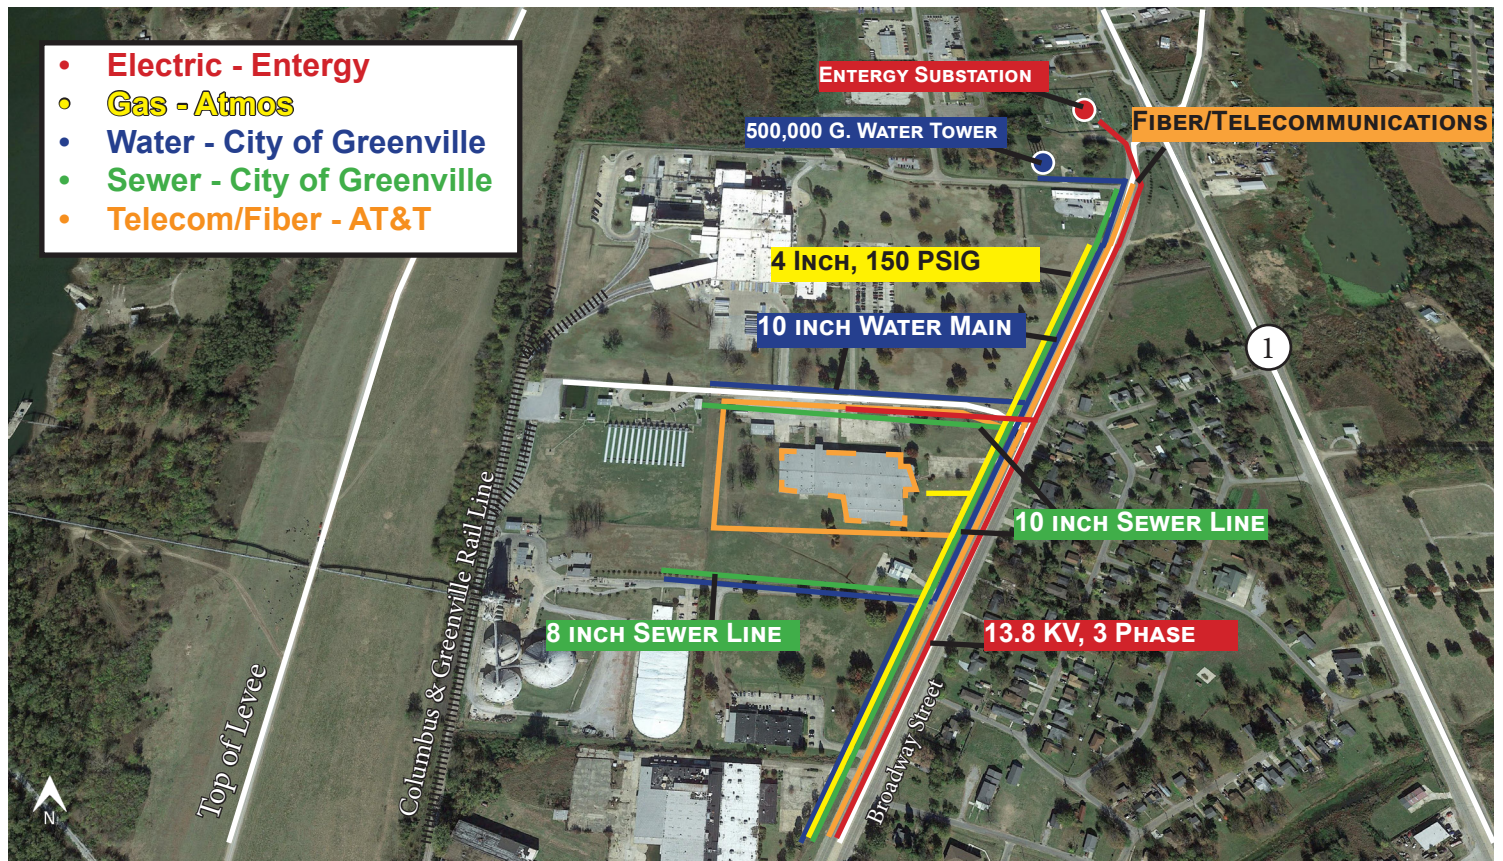 • Electric - Entergy
• Gas - Atmos
• Water - City of Greenville
• Sewer - City of Greenville
• Telecom/Fiber - AT&T
ENTERGY SUBSTATION
FIBER/TELECOMMUNICATIONS
500,000 G. WATER TOWER
4 INCH, 150 PSIG
10 INCH WATER MAIN
1
10 INCH SEWER LINE
8 INCH SEWER LINE
13.8 KV, 3 PHASE
Top of Levee
Columbus & Greenville Rail Line
Broadway Street
N